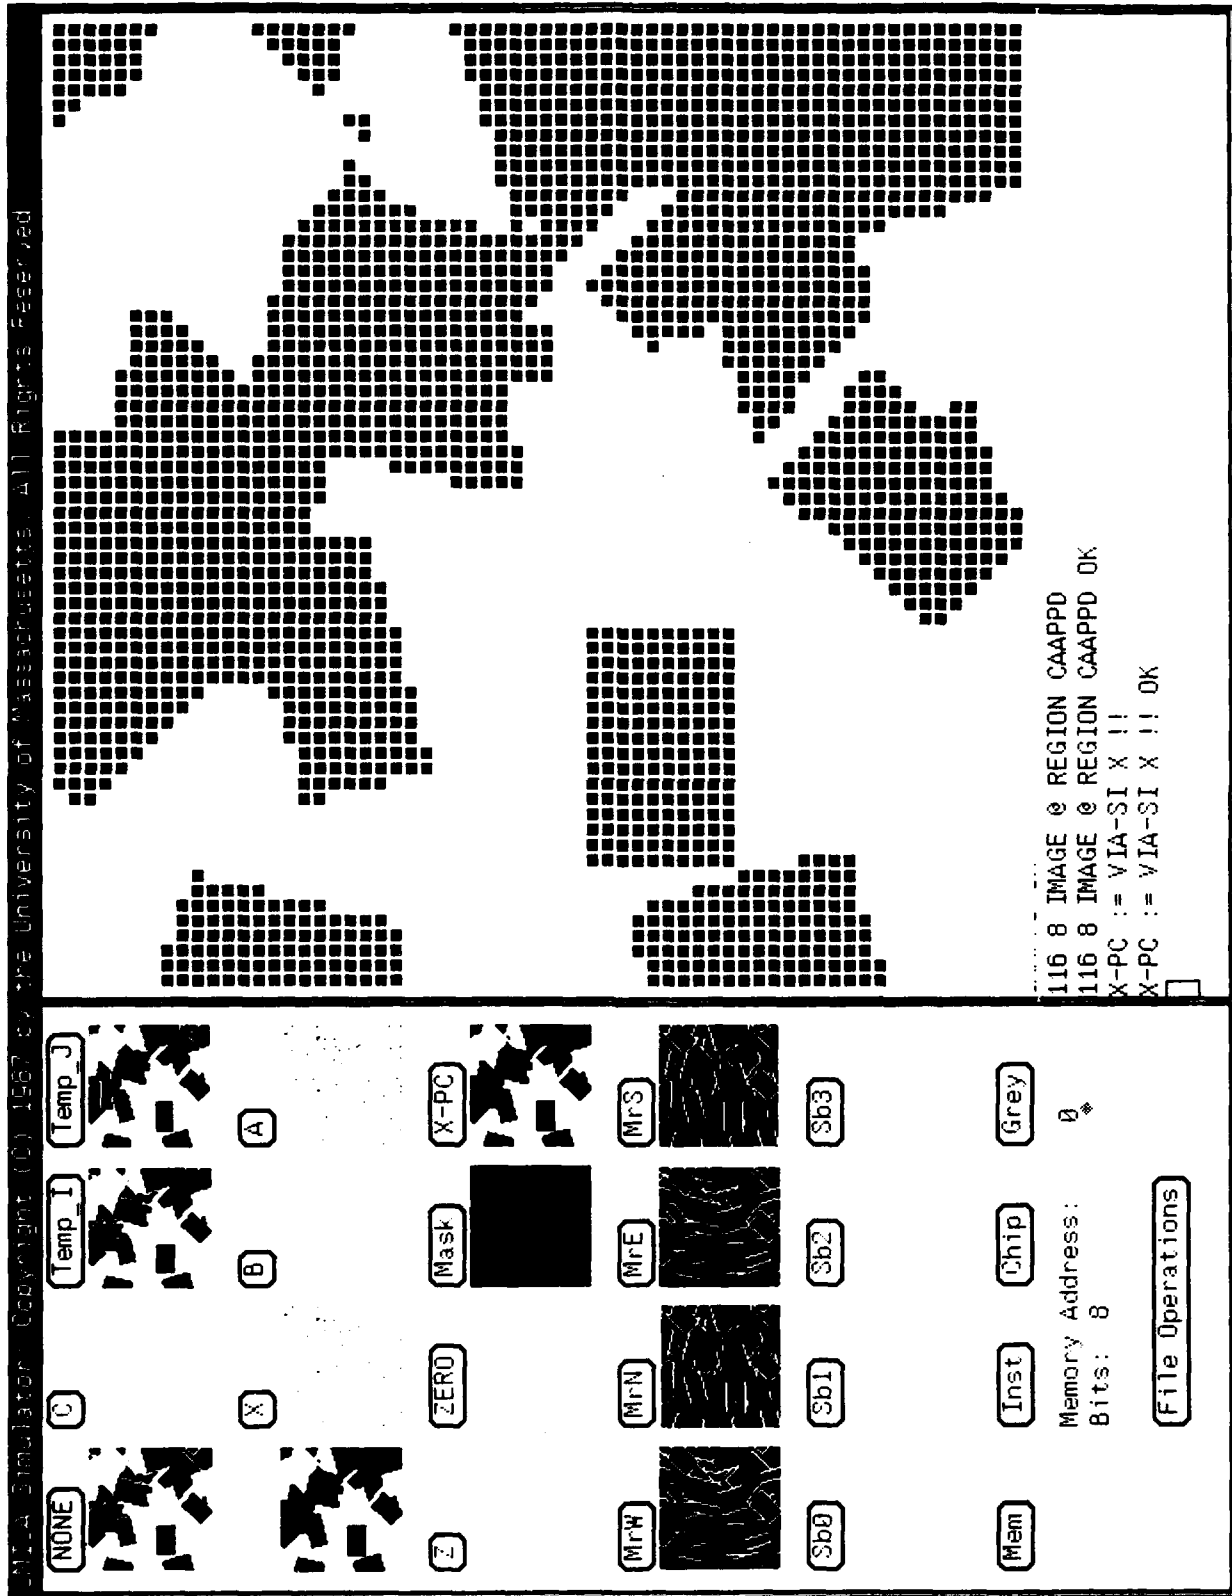 Simulator Copyright (C) 1987 by the University of Massachusetts, All Rights Reserved
NONE C Temp_I Temp_J
X B A
Z ZERO Mask X-PC
MrW MrN MrE MrS
Sb0 Sb1 Sb2 Sb3
Mem Inst Chip Grey
Memory Address: 0
Bits: 8
File Operations
116 8 IMAGE @ REGION CAAPPD
116 8 IMAGE @ REGION CAAPPD OK
X-PC := VIA-SI X !!
X-PC := VIA-SI X !! OK